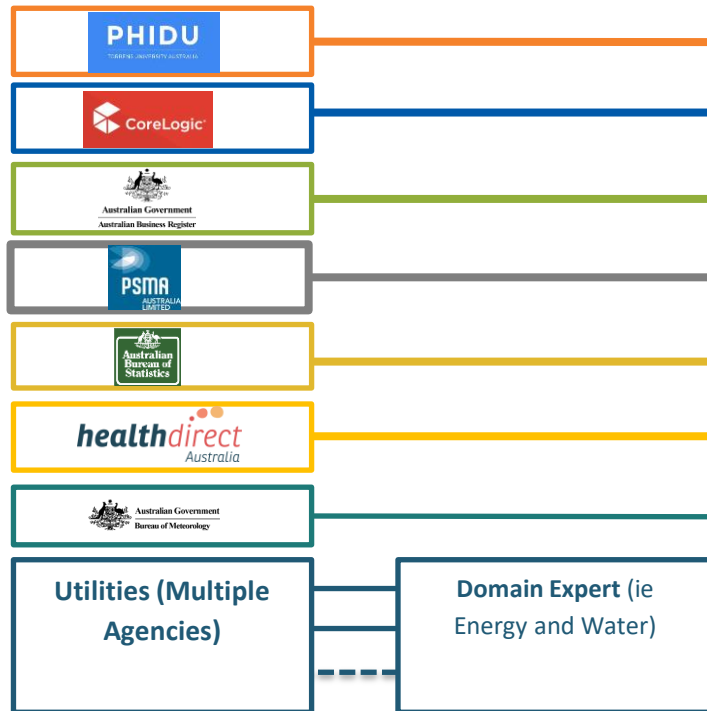 PHIDU
TORRENS UNIVERSITY AUSTRALIA
CoreLogic
Australian Government
Australian Business Register
PSMA
AUSTRALIA
LIMITED
Australian
Bureau of
Statistics
healthdirect
Australia
Australian Government
Bureau of Meteorology
Utilities (Multiple
Agencies)
Domain Expert (ie
Energy and Water)